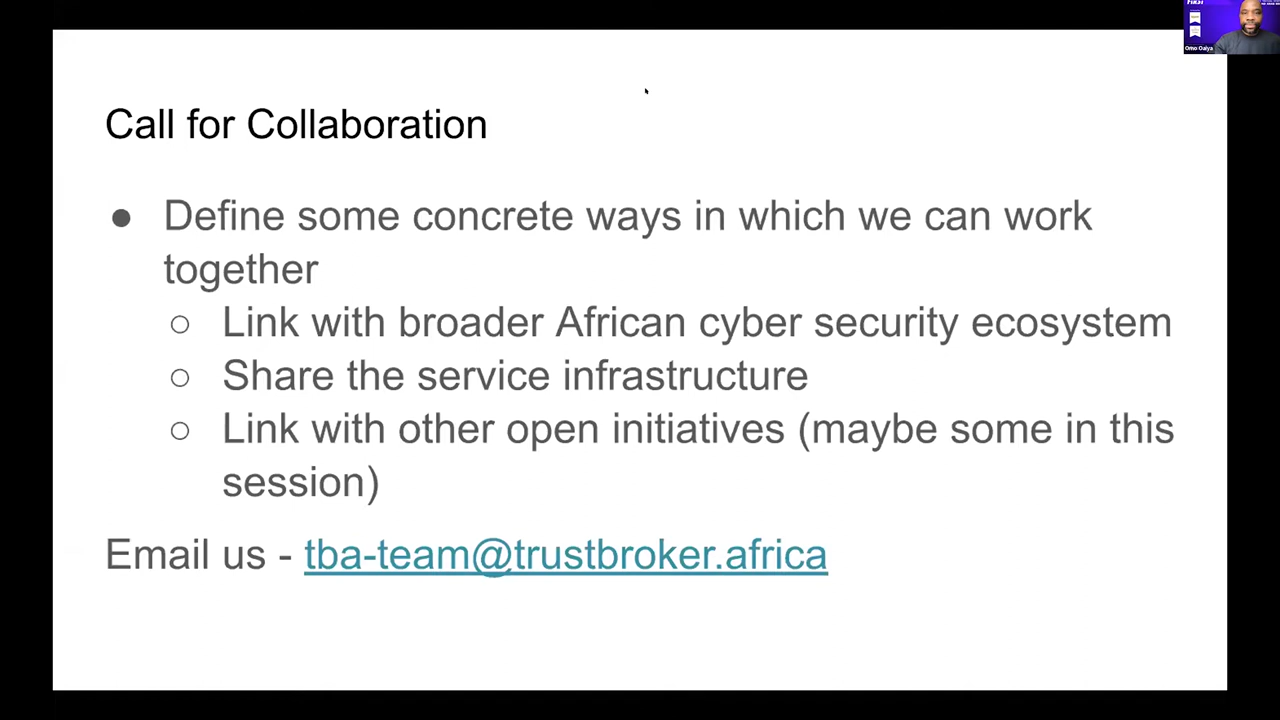 Call for Collaboration
● Define some concrete ways in which we can work
together
○ Link with broader African cyber security ecosystem
○ Share the service infrastructure
○ Link with other open initiatives (maybe some in this
session)
Email us - tba-team@trustbroker.africa
Omo Oaiya